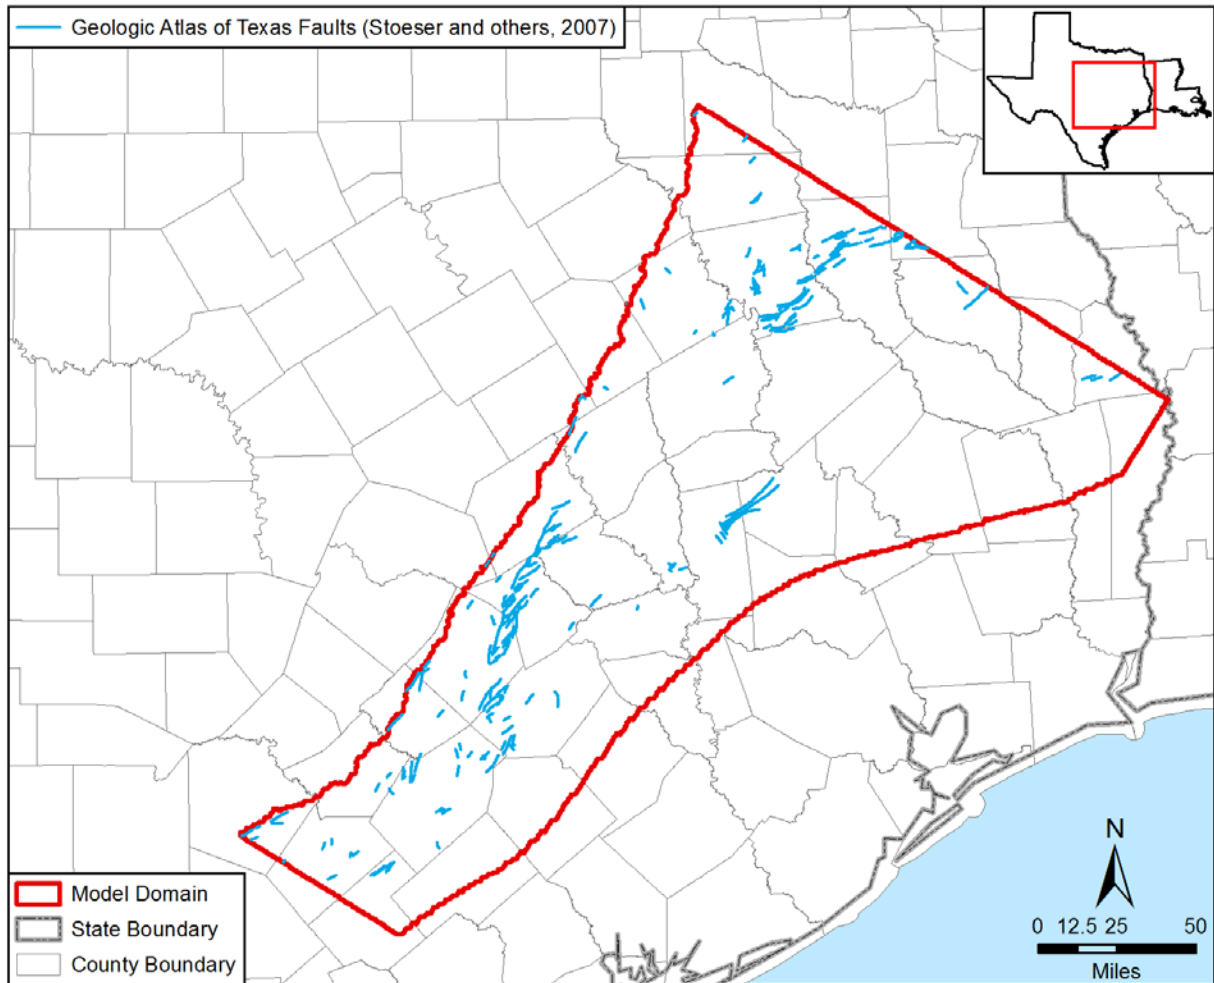 Geologic Atlas of Texas Faults (Stoeser and others, 2007)
Model Domain
State Boundary
County Boundary
N
0 12.5 25 50
Miles